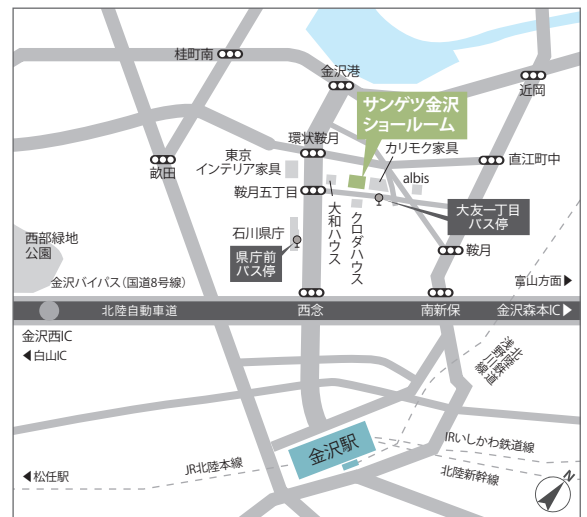 桂町南
金沢港
近岡
サンゲツ金沢
ショールーム
環状鞍月
カリモク家具
直江町中
東京
インテリア家具
畝田
albis
鞍月五丁目
大和ハウス
クロダハウス
大友一丁目
バス停
石川県庁
県庁前
バス停
西部緑地
公園
鞍月
金沢バイパス（国道8号線）
富山方面▶
北陸自動車道
西念
南新保
金沢森本IC▶
金沢西IC
◀白山IC
北陸鉄道
浅野川線
金沢駅
IRいしかわ鉄道線
JR北陸本線
北陸新幹線
◀松任駅
N